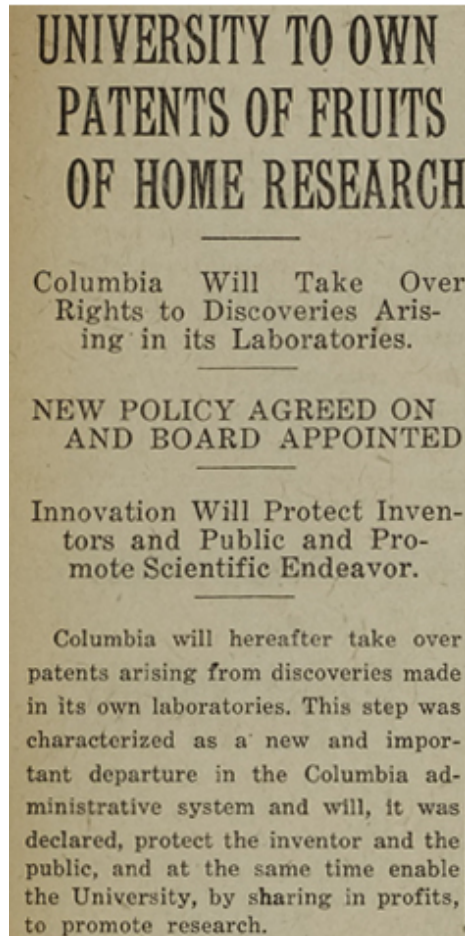 UNIVERSITY TO OWN
PATENTS OF FRUITS
OF HOME RESEARCH
Columbia Will Take Over
Rights to Discoveries Aris-
ing in its Laboratories.
NEW POLICY AGREED ON
AND BOARD APPOINTED
Innovation Will Protect Inven-
tors and Public and Pro-
mote Scientific Endeavor.
Columbia will hereafter take over
patents arising from discoveries made
in its own laboratories. This step was
characterized as a new and impor-
tant departure in the Columbia ad-
ministrative system and will, it was
declared, protect the inventor and the
public, and at the same time enable
the University, by sharing in profits,
to promote research.